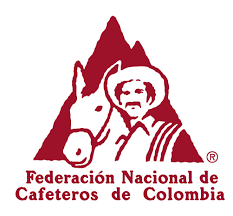 ®
Federación Nacional de
Cafeteros de Colombia